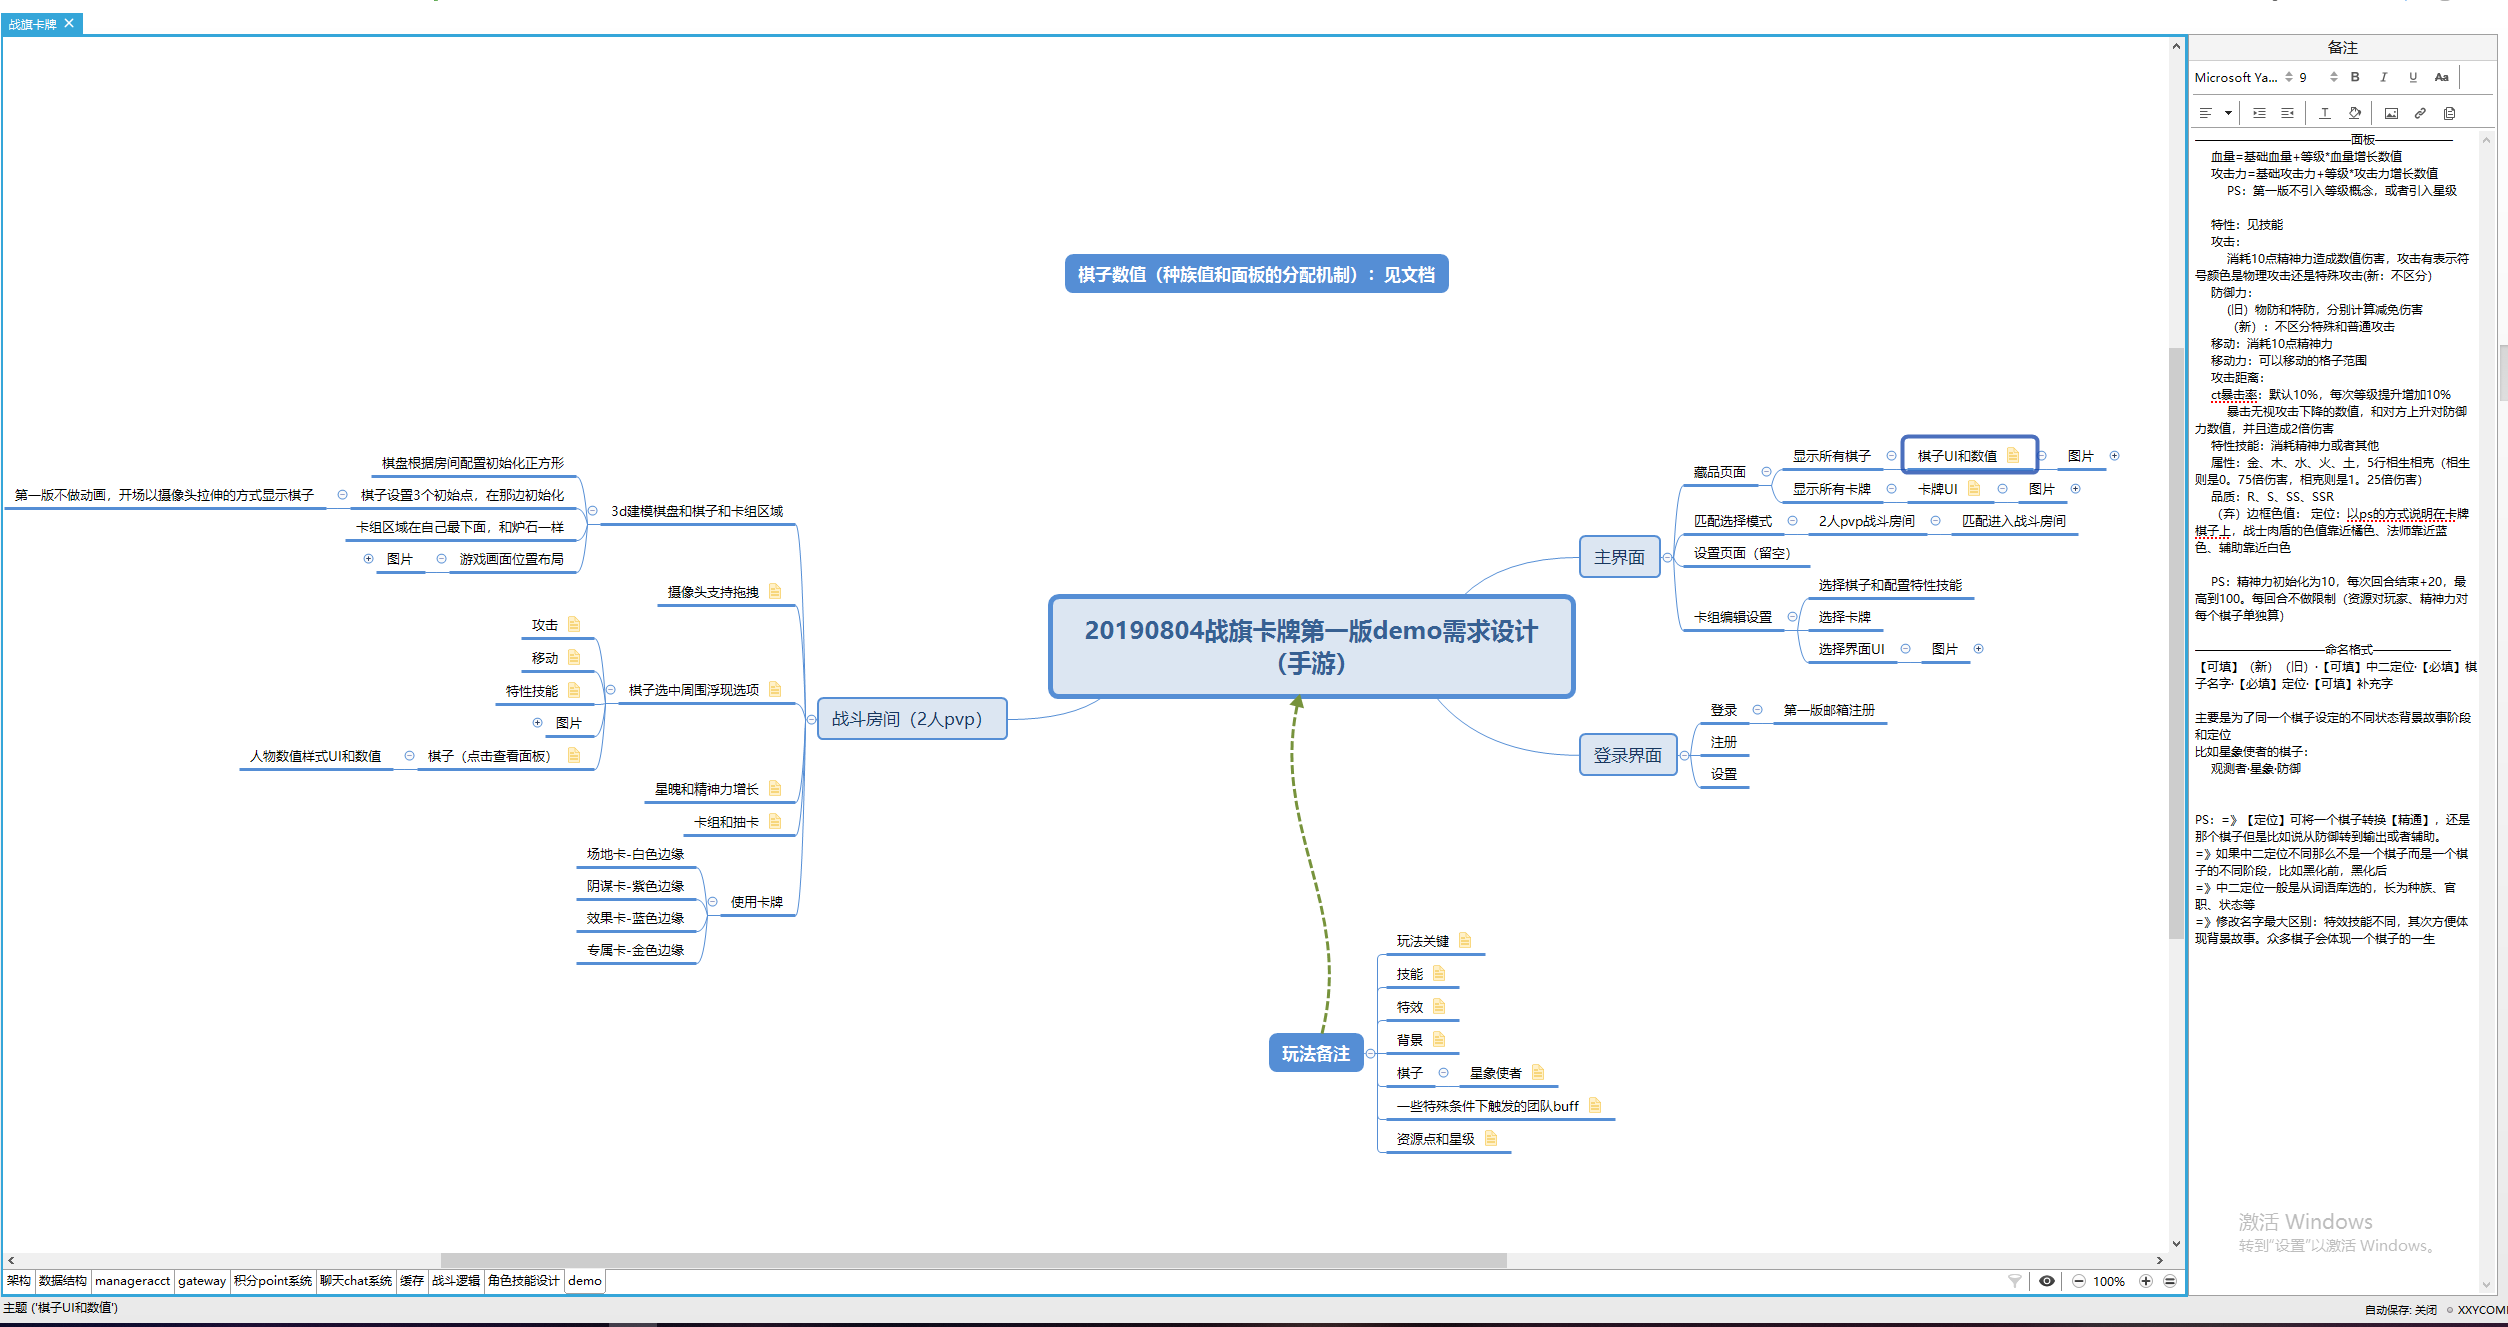 战旗卡牌
备注
Microsoft Ya...
9
B
I
U
Aa
棋子数值（种族值和面板的分配机制）：见文档
20190804战旗卡牌第一版demo需求设计
（手游）
战斗房间（2人pvp）
3d建模棋盘和棋子和卡组区域
棋盘根据房间配置初始化正方形
棋子设置3个初始点，在那边初始化
第一版不做动画，开场以摄像头拉伸的方式显示棋子
卡组区域在自己最下面，和炉石一样
游戏画面位置布局
图片
摄像头支持拖拽
棋子选中周围浮现选项
攻击
移动
特性技能
图片
棋子（点击查看面板）
人物数值样式UI和数值
星魄和精神力增长
卡组和抽卡
使用卡牌
场地卡-白色边缘
阴谋卡-紫色边缘
效果卡-蓝色边缘
专属卡-金色边缘
主界面
藏品页面
显示所有棋子
棋子UI和数值
图片
显示所有卡牌
卡牌UI
图片
匹配选择模式
2人pvp战斗房间
匹配进入战斗房间
设置页面（留空）
卡组编辑设置
选择棋子和配置特性技能
选择卡牌
选择界面UI
图片
登录界面
登录
第一版邮箱注册
注册
设置
玩法备注
玩法关键
技能
特效
背景
棋子
星象使者
一些特殊条件下触发的团队buff
资源点和星级
————————————面板——————
血量=基础血量+等级*血量增长数值
攻击力=基础攻击力+等级*攻击力增长数值
PS：第一版不引入等级概念，或者引入星级
特性：见技能
攻击：
消耗10点精神力造成数值伤害，攻击有表示符
号颜色是物理攻击还是特殊攻击(新：不区分）
防御力：
（旧）物防和特防，分别计算减免伤害
（新）：不区分特殊和普通攻击
移动：消耗10点精神力
移动力：可以移动的格子范围
攻击距离：
ct暴击率：默认10%，每次等级提升增加10%
暴击无视攻击下降的数值，和对方上升对防御
力数值，并且造成2倍伤害
特性技能：消耗精神力或者其他
属性：金、木、水、火、土，5行相生相克（相生
则是0。75倍伤害，相克则是1。25倍伤害）
品质：R、S、SS、SSR
（弃）边框色值： 定位：以ps的方式说明在卡牌
棋子上，战士肉盾的色值靠近橘色、法师靠近蓝
色、辅助靠近白色
PS：精神力初始化为10，每次回合结束+20，最
高到100。每回合不做限制（资源对玩家、精神力对
每个棋子单独算）
——————————命名格式——————
【可填】（新）（旧）·【可填】中二定位·【必填】棋
子名字·【必填】定位·【可填】补充字
主要是为了同一个棋子设定的不同状态背景故事阶段
和定位
比如星象使者的棋子：
观测者·星象·防御
PS：=》【定位】可将一个棋子转换【精通】，还是
那个棋子但是比如说从防御转到输出或者辅助。
=》如果中二定位不同那么不是一个棋子而是一个棋
子的不同阶段，比如黑化前，黑化后
=》中二定位一般是从词语库选的，长为种族、官
职、状态等
=》修改名字最大区别：特效技能不同，其次方便体
现背景故事。众多棋子会体现一个棋子的一生
激活 Windows
转到“设置”以激活 Windows。
架构
数据结构
manageracct
gateway
积分point系统
聊天chat系统
缓存
战斗逻辑
角色技能设计
demo
100%
主题 ('棋子UI和数值')
自动保存: 关闭
XXYCOM